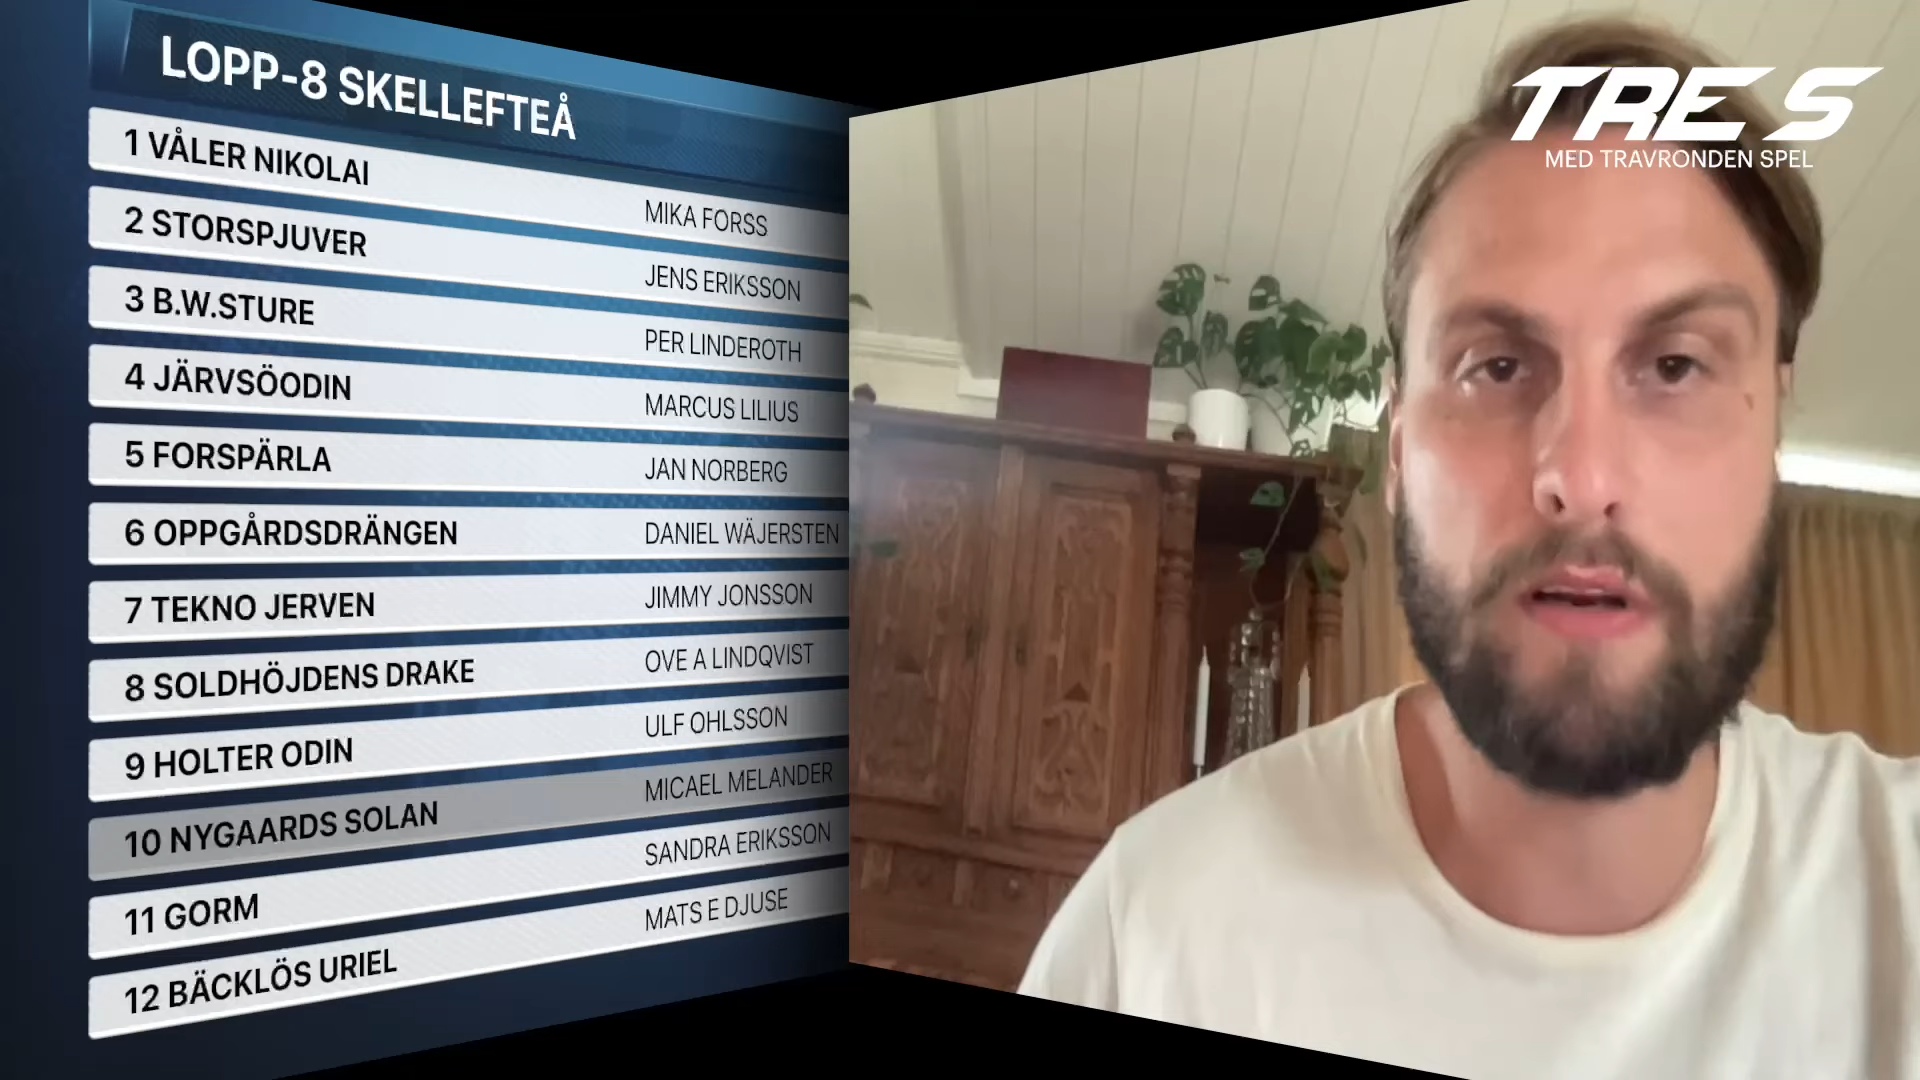 LOPP-8 SKELLEFTEÅ
1 VÅLER NIKOLAI MIKA FORSS
2 STORSPJUVER JENS ERIKSSON
3 B.W.STURE PER LINDEROTH
4 JÄRVSÖODIN MARCUS LILIUS
5 FORSPÄRLA JAN NORBERG
6 OPPGÅRDSDRÄNGEN DANIEL WÄJERSTEN
7 TEKNO JERVEN JIMMY JONSSON
8 SOLDHÖJDENS DRAKE OVE A LINDQVIST
9 HOLTER ODIN ULF OHLSSON
10 NYGAARDS SOLAN MICAEL MELANDER
11 GORM SANDRA ERIKSSON
12 BÄCKLÖS URIEL MATS E DJUSE
TRE S
MED TRAVRONDEN SPEL